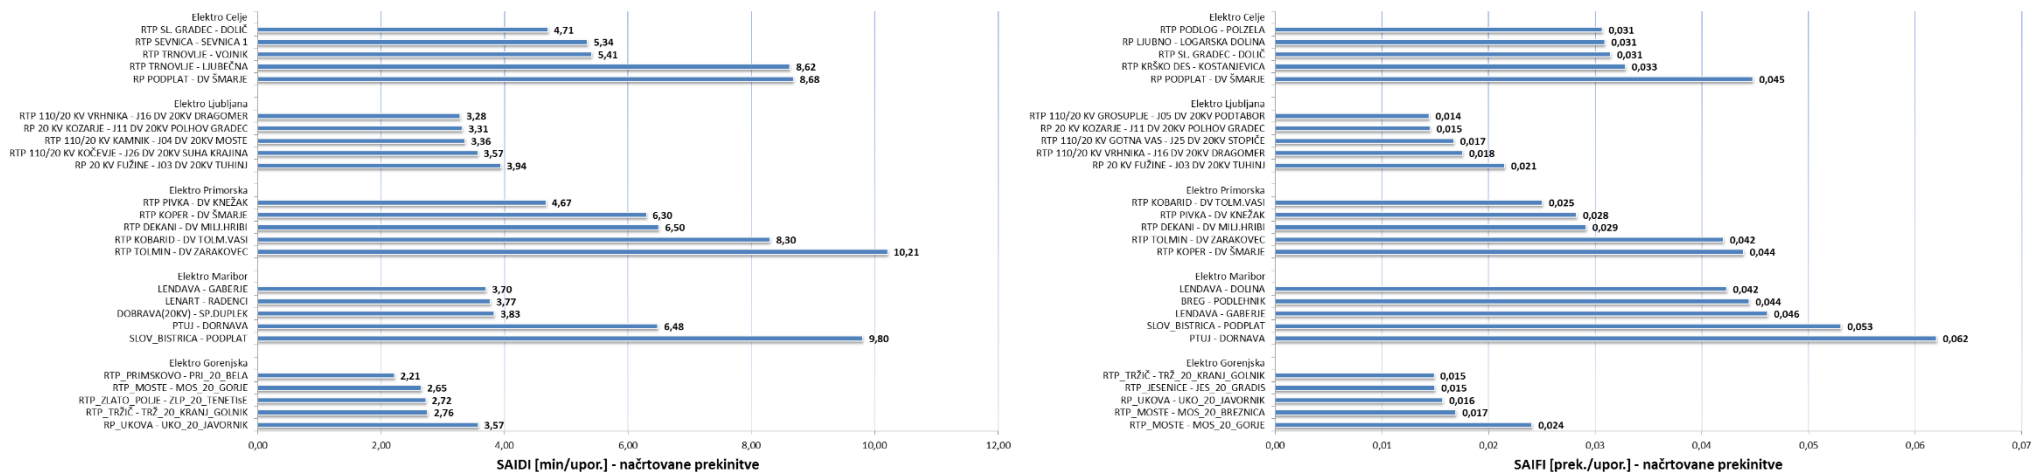 Elektro Celje
RTP SL. GRADEC - DOLIČ 4,71
RTP SEVNICA - SEVNICA 1 5,34
RTP TRNOVLJE - VOJNIK 5,41
RTP TRNOVLJE - LJUBEČNA 8,62
RP PODPLAT - DV ŠMARJE 8,68
Elektro Ljubljana
RTP 110/20 KV VRHNIKA - J16 DV 20KV DRAGOMER 3,28
RP 20 KV KOZARJE - J11 DV 20KV POLHOV GRADEC 3,31
RTP 110/20 KV KAMNIK - J04 DV 20KV MOSTE 3,36
RTP 110/20 KV KOČEVJE - J26 DV 20KV SUHA KRAJINA 3,57
RP 20 KV FUŽINE - J03 DV 20KV TUHINJ 3,94
Elektro Primorska
RTP PIVKA - DV KNEŽAK 4,67
RTP KOPER - DV ŠMARJE 6,30
RTP DEKANI - DV MILJ.HRIBI 6,50
RTP KOBARID - DV TOLM.VASI 8,30
RTP TOLMIN - DV ZARAKOVEC 10,21
Elektro Maribor
LENDAVA - GABERJE 3,70
LENART - RADENCI 3,77
DOBRAVA(20KV) - SP.DUPLEK 3,83
PTUJ - DORNAVA 6,48
SLOV_BISTRICA - PODPLAT 9,80
Elektro Gorenjska
RTP_PRIMSKOVO - PRI_20_BELA 2,21
RTP_MOSTE - MOS_20_GORJE 2,65
RTP_ZLATO_POLJE - ZLP_20_TENETIsE 2,72
RTP_TRŽIČ - TRŽ_20_KRANJ_GOLNIK 2,76
RP_UKOVA - UKO_20_JAVORNIK 3,57
0,00 2,00 4,00 6,00 8,00 10,00 12,00
SAIDI [min/upor.] - načrtovane prekinitve
Elektro Celje
RTP PODLOG - POLZELA 0,031
RP LJUBNO - LOGARSKA DOLINA 0,031
RTP SL. GRADEC - DOLIČ 0,031
RTP KRŠKO DES - KOSTANJEVICA 0,033
RP PODPLAT - DV ŠMARJE 0,045
Elektro Ljubljana
RTP 110/20 KV GROSUPLJE - J05 DV 20KV PODTABOR 0,014
RP 20 KV KOZARJE - J11 DV 20KV POLHOV GRADEC 0,015
RTP 110/20 KV GOTNA VAS - J25 DV 20KV STOPIČE 0,017
RTP 110/20 KV VRHNIKA - J16 DV 20KV DRAGOMER 0,018
RP 20 KV FUŽINE - J03 DV 20KV TUHINJ 0,021
Elektro Primorska
RTP KOBARID - DV TOLM.VASI 0,025
RTP PIVKA - DV KNEŽAK 0,028
RTP DEKANI - DV MILJ.HRIBI 0,029
RTP TOLMIN - DV ZARAKOVEC 0,042
RTP KOPER - DV ŠMARJE 0,044
Elektro Maribor
LENDAVA - DOLINA 0,042
BREG - PODLEHNIK 0,044
LENDAVA - GABERJE 0,046
SLOV_BISTRICA - PODPLAT 0,053
PTUJ - DORNAVA 0,062
Elektro Gorenjska
RTP_TRŽIČ - TRŽ_20_KRANJ_GOLNIK 0,015
RTP_JESENICE - JES_20_GRADIS 0,015
RP_UKOVA - UKO_20_JAVORNIK 0,016
RTP_MOSTE - MOS_20_BREZNICA 0,017
RTP_MOSTE - MOS_20_GORJE 0,024
0,00 0,01 0,02 0,03 0,04 0,05 0,06 0,07
SAIFI [prek./upor.] - načrtovane prekinitve